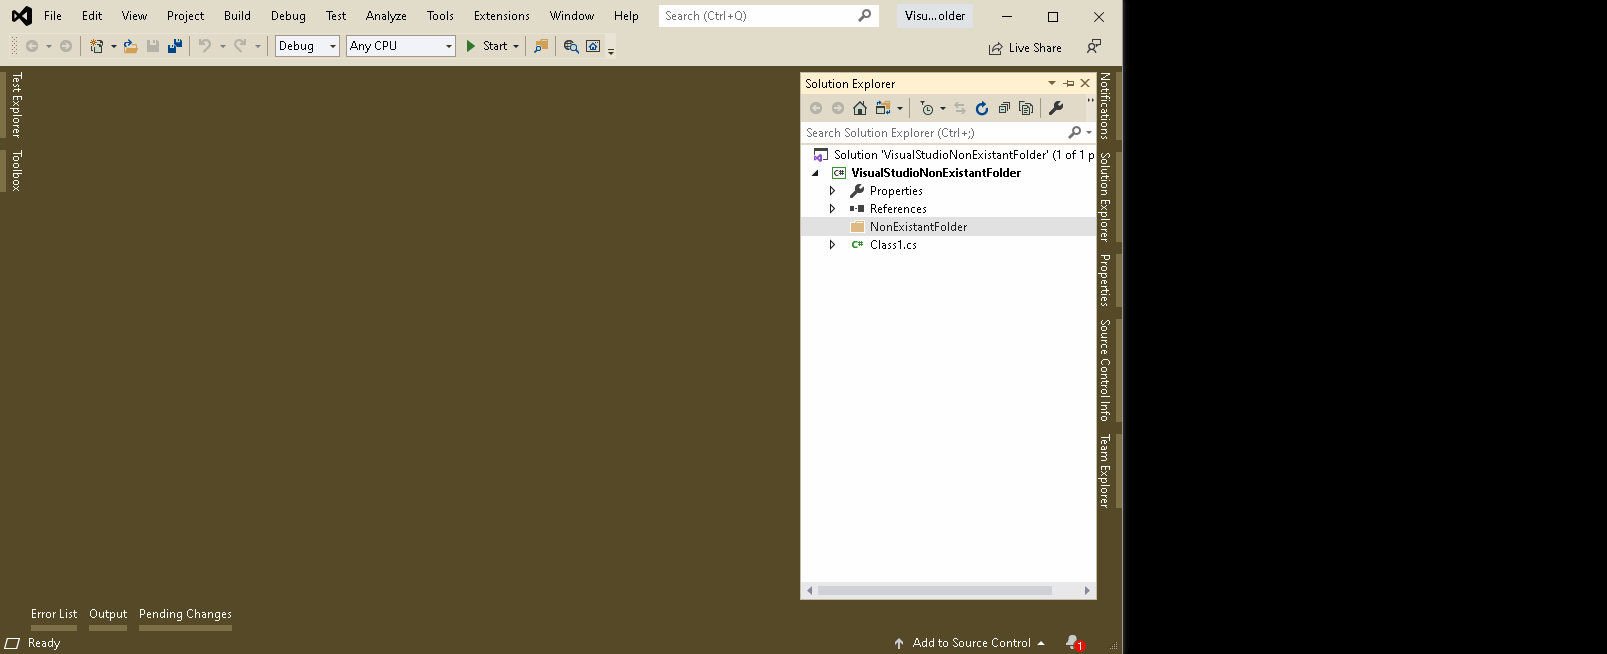 File Edit View Project Build Debug Test Analyze Tools Extensions Window Help Search (Ctrl+Q) Visu...older
Debug Any CPU Start Live Share
Test Explorer
Toolbox
Solution Explorer
Search Solution Explorer (Ctrl+;)
Solution 'VisualStudioNonExistantFolder' (1 of 1 p
C# VisualStudioNonExistantFolder
Properties
References
NonExistantFolder
C# Class1.cs
Notifications
Solution Explorer
Properties
Source Control Info
Team Explorer
Error List Output Pending Changes
Ready Add to Source Control 1